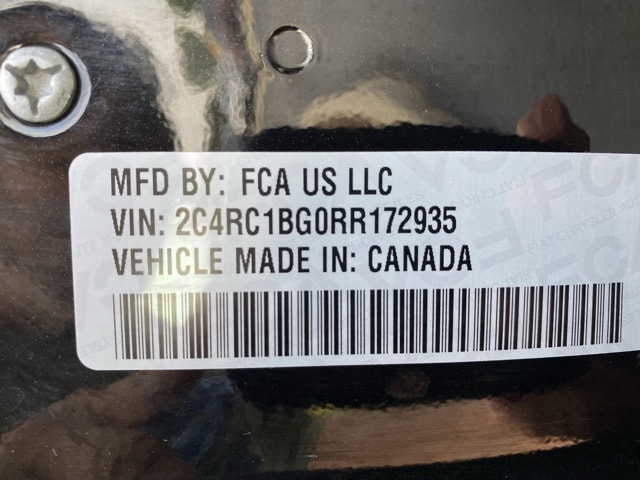 MFD BY: FCA US LLC
VIN: 2C4RC1BG0RR172935
VEHICLE MADE IN: CANADA